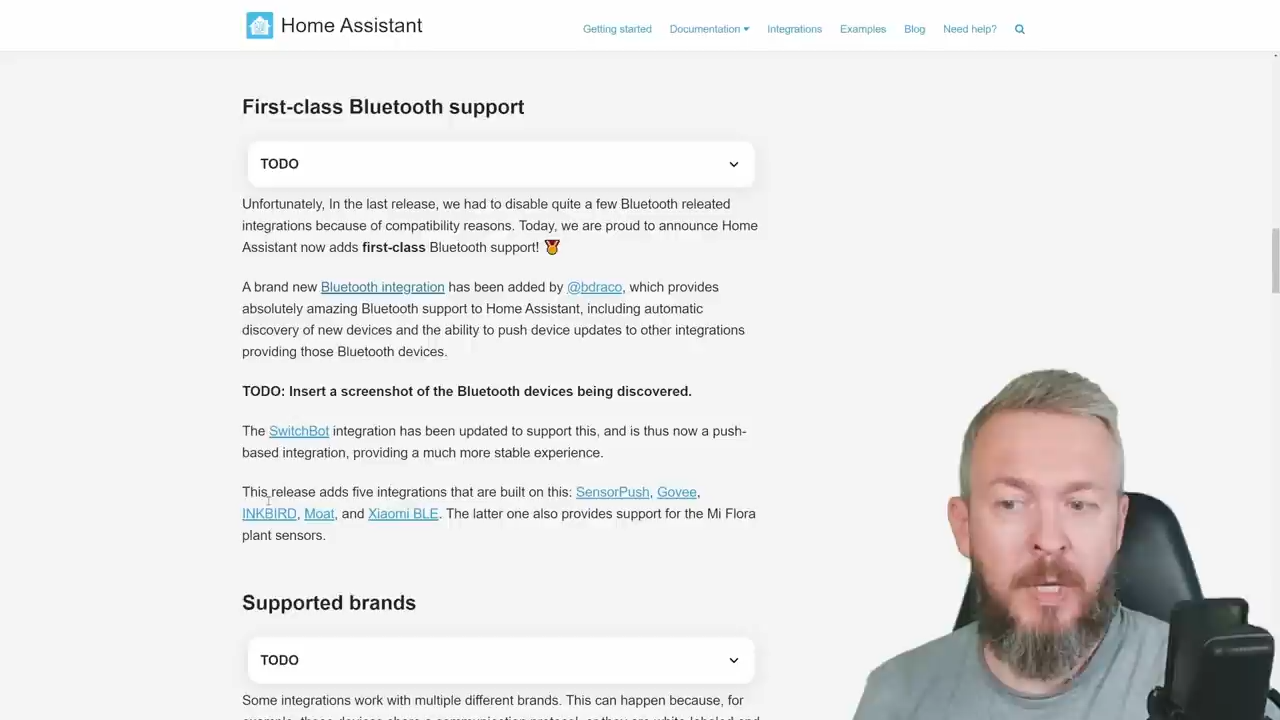 Home Assistant
Getting started
Documentation
Integrations
Examples
Blog
Need help?
First-class Bluetooth support
TODO
Unfortunately, In the last release, we had to disable quite a few Bluetooth releated
integrations because of compatibility reasons. Today, we are proud to announce Home
Assistant now adds first-class Bluetooth support! 🏅
A brand new Bluetooth integration has been added by @bdraco, which provides
absolutely amazing Bluetooth support to Home Assistant, including automatic
discovery of new devices and the ability to push device updates to other integrations
providing those Bluetooth devices.
TODO: Insert a screenshot of the Bluetooth devices being discovered.
The SwitchBot integration has been updated to support this, and is thus now a push-
based integration, providing a much more stable experience.
This release adds five integrations that are built on this: SensorPush, Govee,
INKBIRD, Moat, and Xiaomi BLE. The latter one also provides support for the Mi Flora
plant sensors.
Supported brands
TODO
Some integrations work with multiple different brands. This can happen because, for